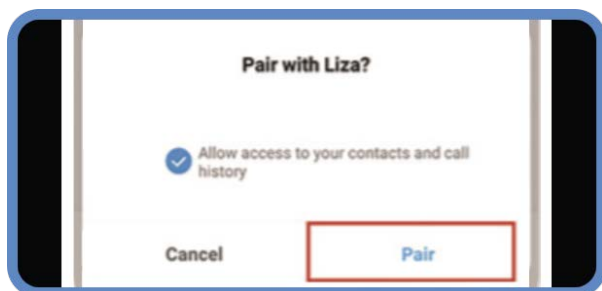 Pair with Liza?
Allow access to your contacts and call
history
Cancel
Pair